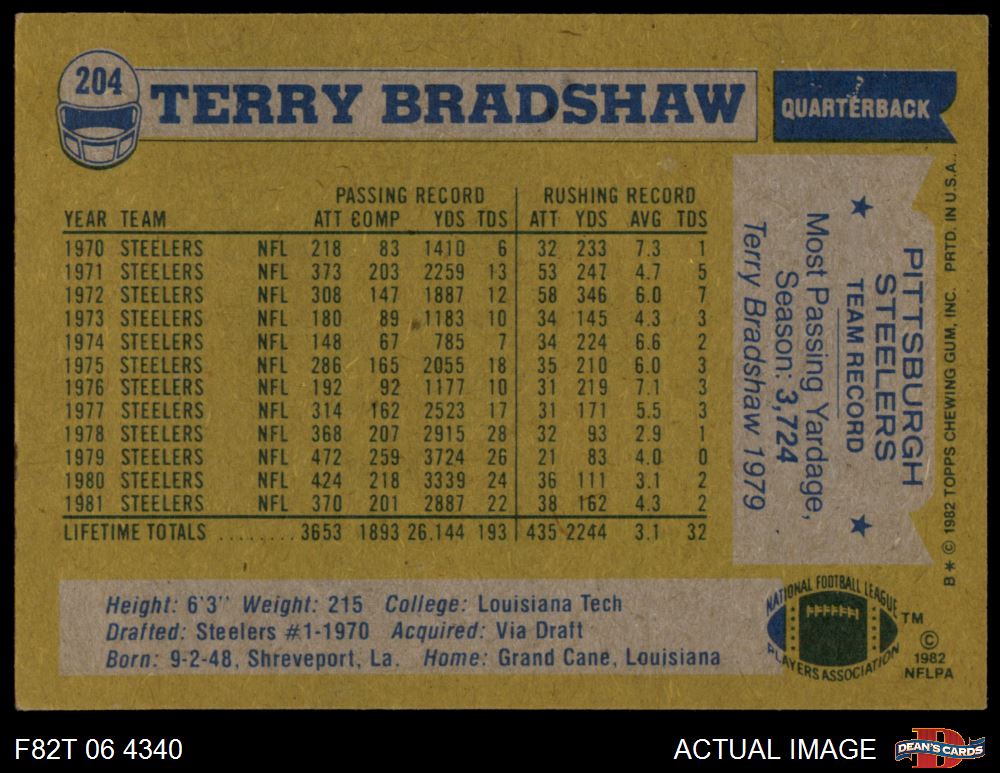 204
TERRY BRADSHAW
QUARTERBACK
PASSING RECORD RUSHING RECORD
YEAR TEAM ATT COMP YDS TDS ATT YDS AVG TDS
1970 STEELERS NFL 218 83 1410 6 32 233 7.3 1
1971 STEELERS NFL 373 203 2259 13 53 247 4.7 5
1972 STEELERS NFL 308 147 1887 12 58 346 6.0 7
1973 STEELERS NFL 180 89 1183 10 34 145 4.3 3
1974 STEELERS NFL 148 67 785 7 34 224 6.6 2
1975 STEELERS NFL 286 165 2055 18 35 210 6.0 3
1976 STEELERS NFL 192 92 1177 10 31 219 7.1 3
1977 STEELERS NFL 314 162 2523 17 31 171 5.5 3
1978 STEELERS NFL 368 207 2915 28 32 93 2.9 1
1979 STEELERS NFL 472 259 3724 26 21 83 4.0 0
1980 STEELERS NFL 424 218 3339 24 36 111 3.1 2
1981 STEELERS NFL 370 201 2887 22 38 162 4.3 2
LIFETIME TOTALS ......... 3653 1893 26,144 193 435 2244 3.1 32
PITTSBURGH
STEELERS
TEAM RECORD
Most Passing Yardage,
Season: 3,724
Terry Bradshaw 1979
B* © 1982 TOPPS CHEWING GUM, INC. PRTD. IN U.S.A.
Height: 6'3" Weight: 215 College: Louisiana Tech
Drafted: Steelers #1-1970 Acquired: Via Draft
Born: 9-2-48, Shreveport, La. Home: Grand Cane, Louisiana
NATIONAL FOOTBALL LEAGUE
PLAYERS ASSOCIATION
TM
©
1982
NFLPA
F82T 06 4340
ACTUAL IMAGE
DEAN'S CARDS